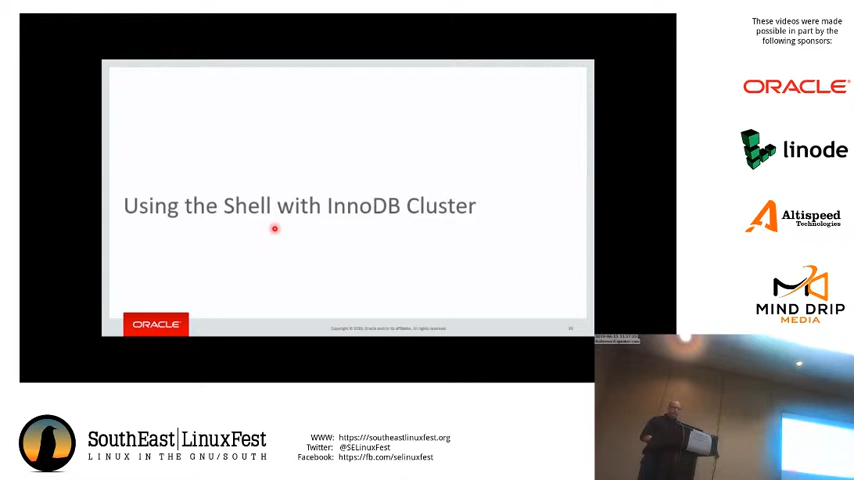 These videos were made
possible in part by the
following sponsors:
ORACLE
linode
Altispeed
Technologies
MIND DRIP
MEDIA
Using the Shell with InnoDB Cluster
ORACLE
SouthEast|LinuxFest
LINUX IN THE GNU/SOUTH
WWW: https:///southeastlinuxfest.org
Twitter: @SELinuxFest
Facebook: https://fb.com/selinuxfest